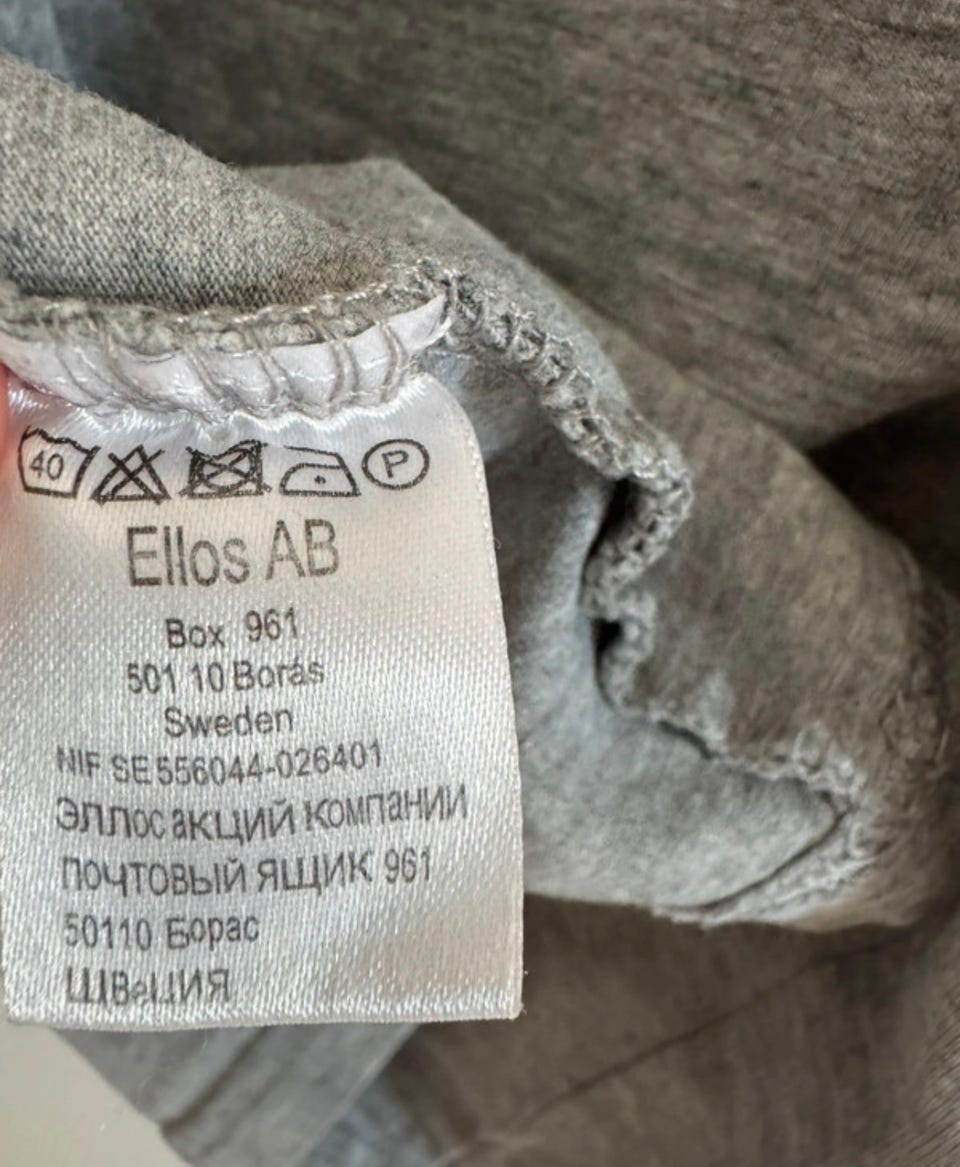 40 P
Ellos AB
Box 961
501 10 Borás
Sweden
NIF SE 556044-026401
Эллос акций компании
почтовый ящик 961
50110 Борас
Швеция